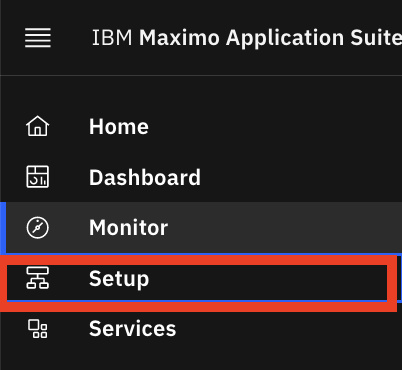 IBM Maximo Application Suite
Home
Dashboard
Monitor
Setup
Services